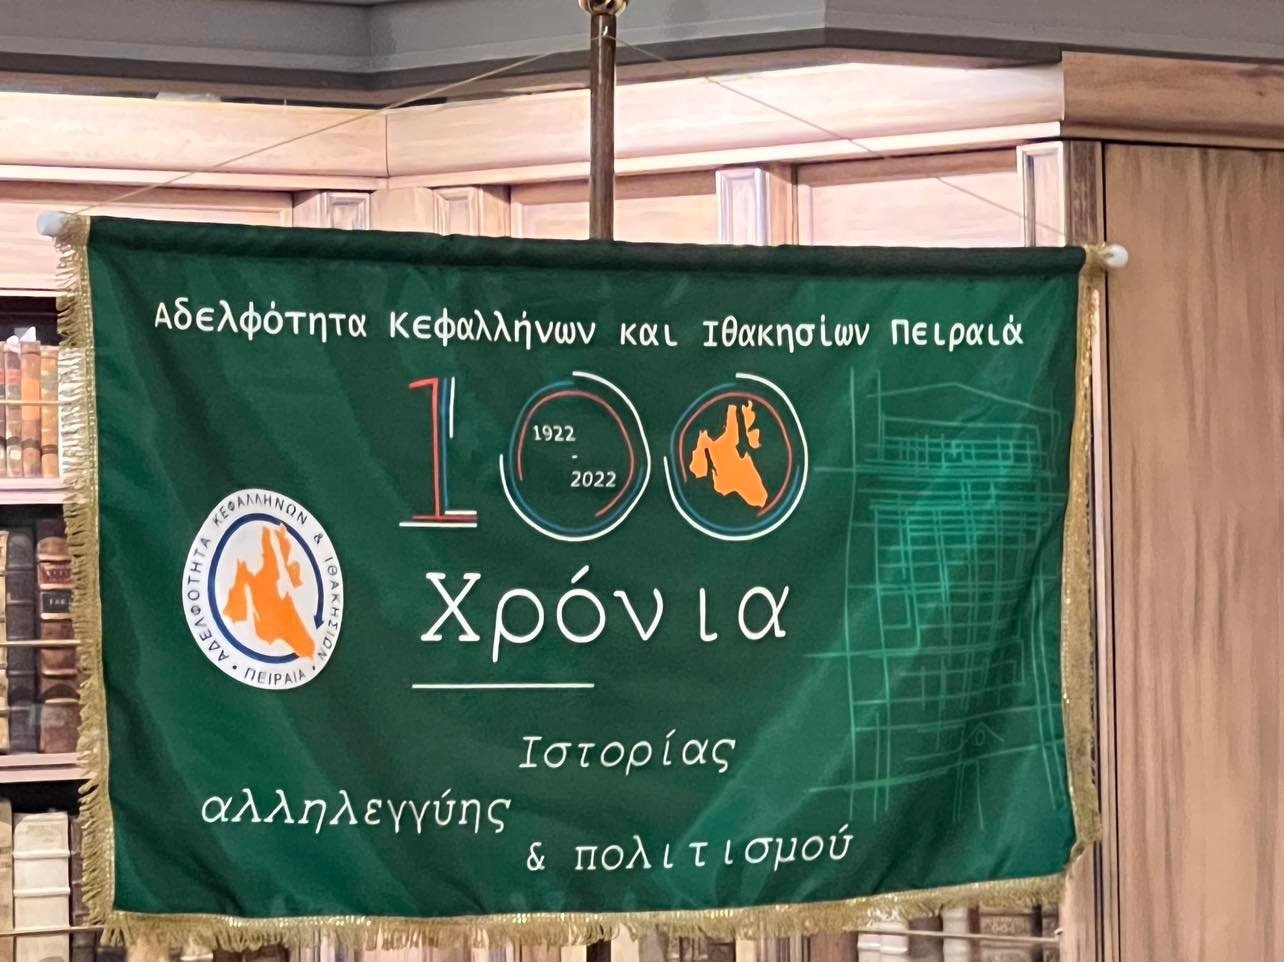 Αδελφότητα Κεφαλλήνων και Ιθακησίων Πειραιά
100
1922
-
2022
ΑΔΕΛΦΟΤΗΤΑ ΚΕΦΑΛΛΗΝΩΝ & ΙΘΑΚΗΣΙΩΝ • ΠΕΙΡΑΙΑ •
Χρόνια
Ιστορίας
αλληλεγγύης
& πολιτισμού